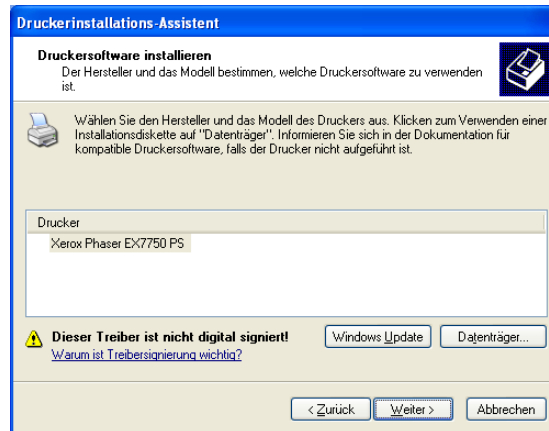 Druckerinstallations-Assistent
Druckersoftware installieren
Der Hersteller und das Modell bestimmen, welche Druckersoftware zu verwenden
ist.
Wählen Sie den Hersteller und das Modell des Druckers aus. Klicken zum Verwenden einer
Installationsdiskette auf "Datenträger". Informieren Sie sich in der Dokumentation für
kompatible Druckersoftware, falls der Drucker nicht aufgeführt ist.
Drucker
Xerox Phaser EX7750 PS
Dieser Treiber ist nicht digital signiert!
Windows Update
Datenträger...
Warum ist Treibersignierung wichtig?
< Zurück
Weiter >
Abbrechen